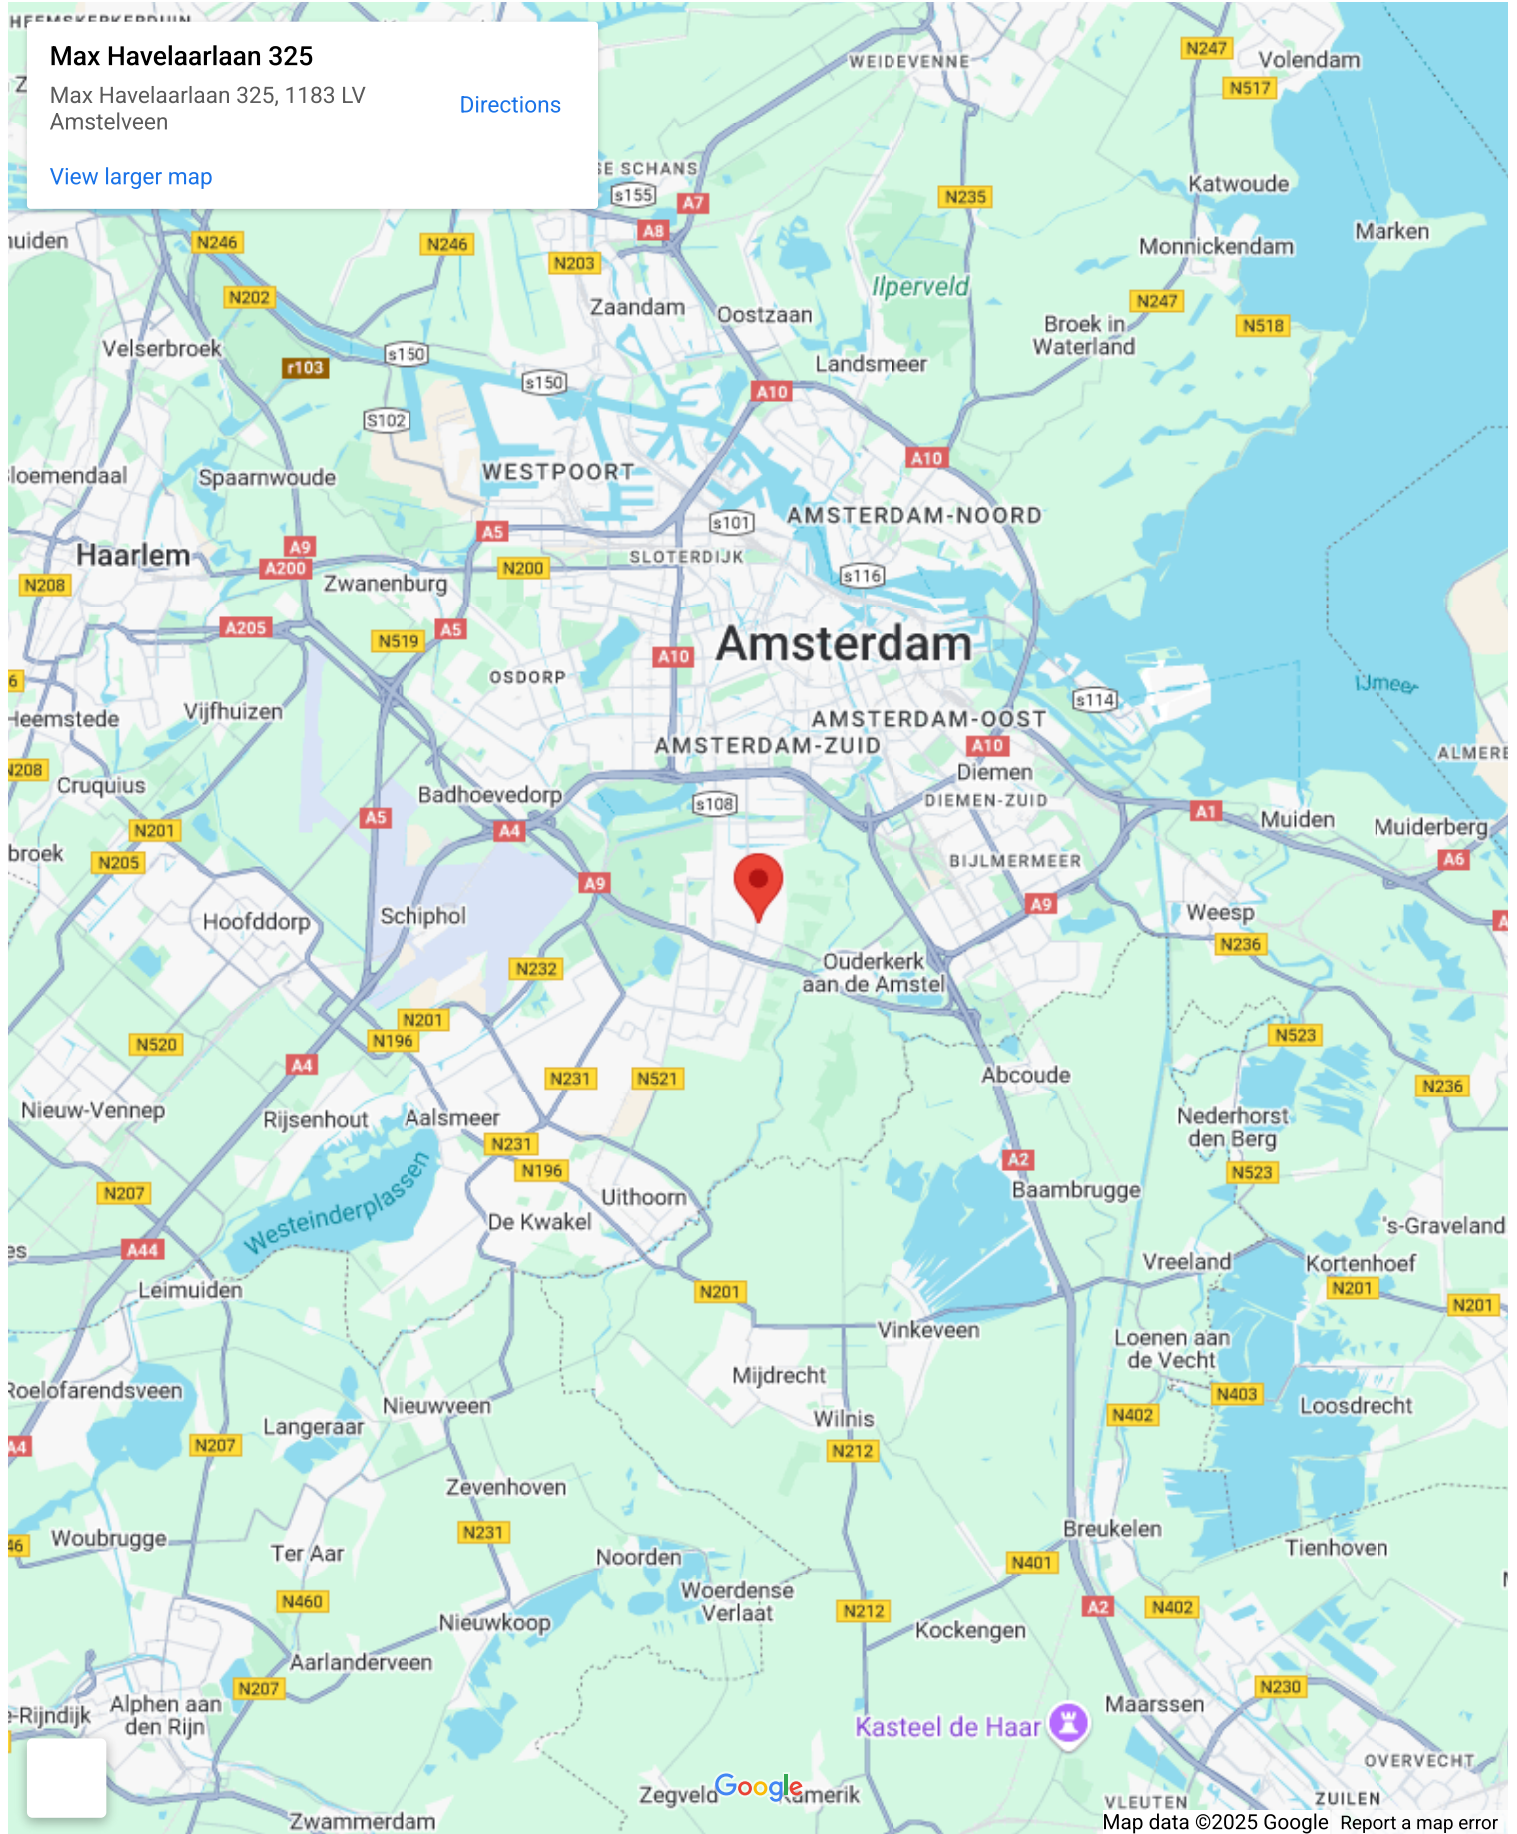 HEEMSKERKERDUIN
Max Havelaarlaan 325
Max Havelaarlaan 325, 1183 LV
Amstelveen
Directions
View larger map
WEIDEVENNE
N247
Volendam
N517
SE SCHANS
s155
A7
N235
Katwoude
A8
Marken
N246
N246
N203
Monnickendam
N202
Ilperveld
N247
Zaandam
Oostzaan
Broek in
Waterland
N518
Velserbroek
s150
r103
s150
Landsmeer
A10
S102
A10
Spaarnwoude
WESTPOORT
s101
AMSTERDAM-NOORD
A5
A9
Haarlem
A200
N200
SLOTERDIJK
s116
N208
Zwanenburg
A205
N519
A5
Amsterdam
A10
OSDORP
IJmeer
s114
Vijfhuizen
AMSTERDAM-OOST
AMSTERDAM-ZUID
A10
ALMERE
N208
Diemen
Cruquius
Badhoevedorp
s108
DIEMEN-ZUID
A5
A4
A1
Muiden
Muiderberg
N201
N205
BIJLMERMEER
A6
A9
A9
Weesp
Hoofddorp
Schiphol
N236
N232
Ouderkerk
aan de Amstel
N201
N196
N520
N523
A4
N231
N521
Abcoude
N236
Nieuw-Vennep
Rijsenhout
Aalsmeer
Nederhorst
den Berg
N231
N196
A2
N523
N207
Westeinderplassen
Uithoorn
Baambrugge
De Kwakel
's-Graveland
A44
Vreeland
Kortenhoef
Leimuiden
N201
N201
N201
Vinkeveen
Loenen aan
de Vecht
Mijdrecht
Roelofarendsveen
N403
Nieuwveen
Loosdrecht
Langeraar
Wilnis
N402
A4
N207
N212
Zevenhoven
Woubrugge
N231
Breukelen
Ter Aar
Noorden
N401
Tienhoven
Woerdense
Verlaat
N460
N212
A2
N402
Nieuwkoop
Kockengen
Aarlanderveen
N207
N230
Alphen aan
den Rijn
Maarssen
Kasteel de Haar
OVERVECHT
Google
Zegveld
Kamerik
VLEUTEN
ZUILEN
Zwammerdam
Map data ©2025 Google
Report a map error